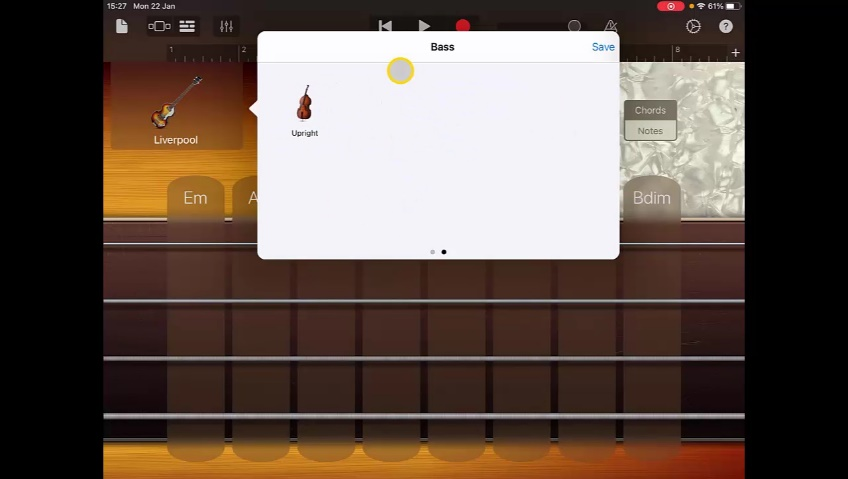 15:27 Mon 22 Jan
61%
Bass
Save
1
2
8
+
?
Upright
Liverpool
Chords
Notes
Em
A
Bdim